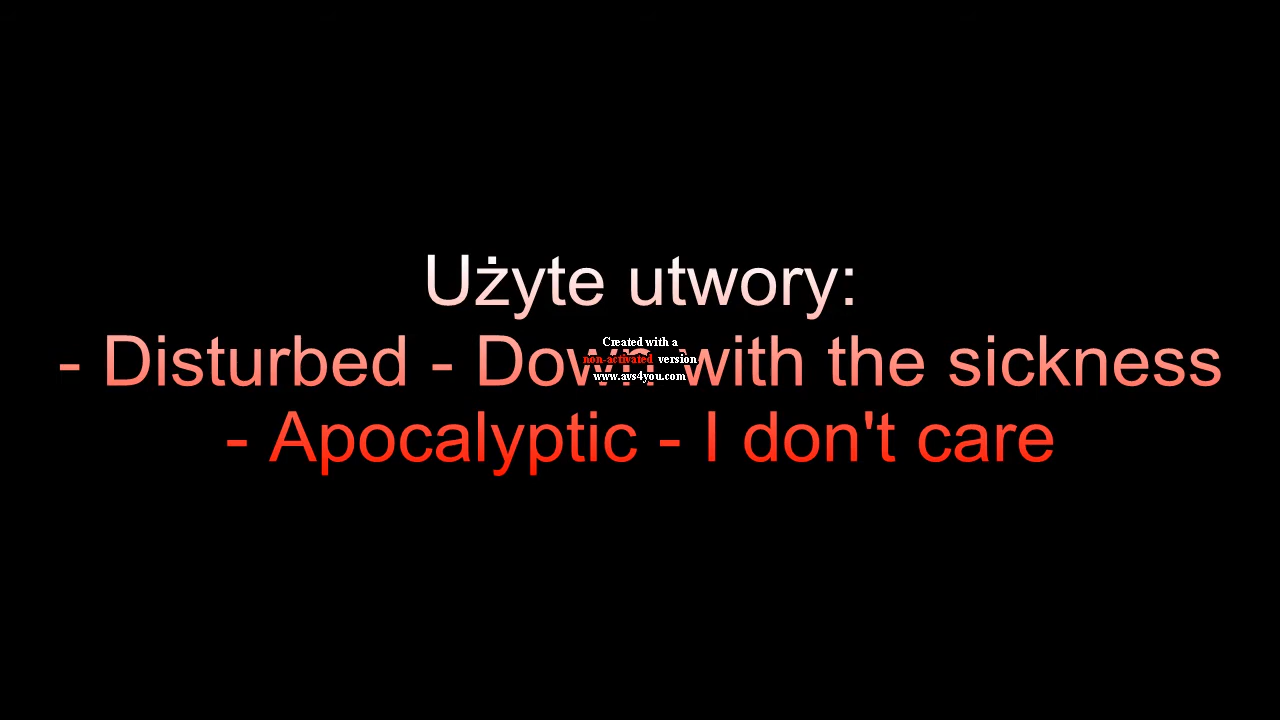 Użyte utwory:
- Disturbed - Down with the sickness
- Apocalyptic - I don't care
Created with a
non-activated version
www.avs4you.com